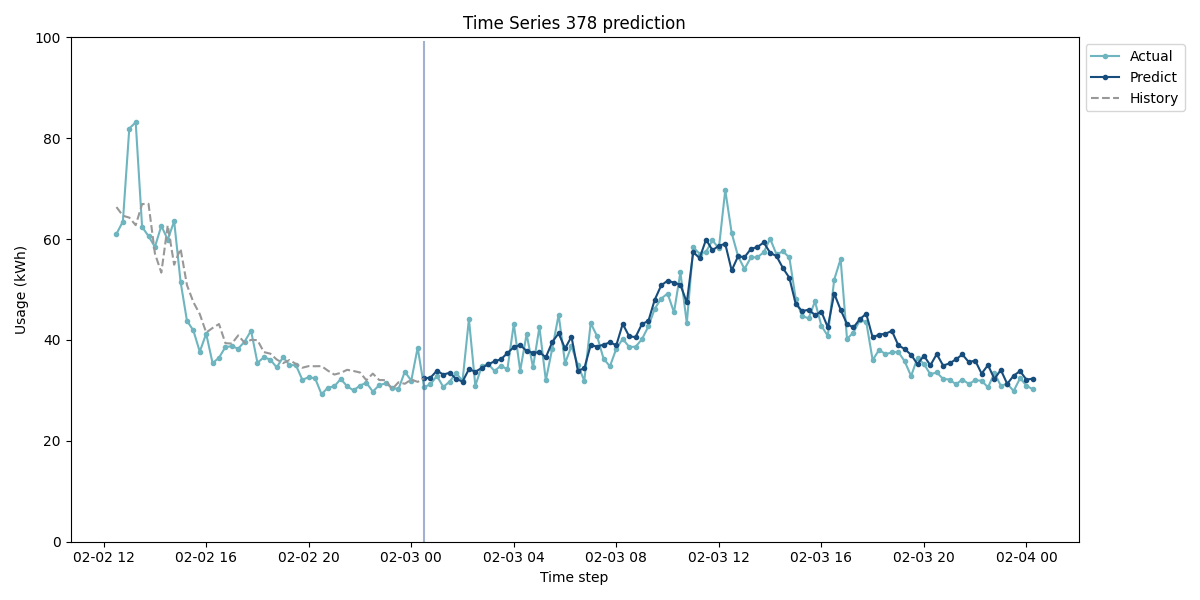 Time Series 378 prediction
100
80
60
40
20
0
Usage (kWh)
02-02 12
02-02 16
02-02 20
02-03 00
02-03 04
02-03 08
02-03 12
02-03 16
02-03 20
02-04 00
Time step
Actual
Predict
History